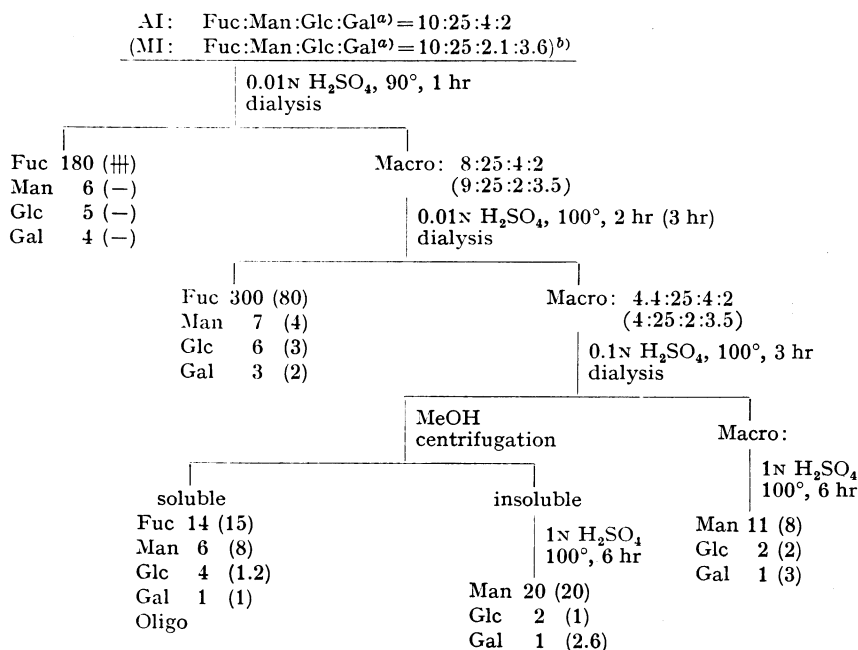 AI: Fuc:Man:Glc:Gal a) = 10:25:4:2
(MI: Fuc:Man:Glc:Gal a) = 10:25:2.1:3.6) b)
0.01N H₂SO₄, 90°, 1 hr
dialysis
Fuc 180 (卌)
Man 6 (−)
Glc 5 (−)
Gal 4 (−)
Macro: 8:25:4:2
(9:25:2:3.5)
0.01N H₂SO₄, 100°, 2 hr (3 hr)
dialysis
Fuc 300 (80)
Man 7 (4)
Glc 6 (3)
Gal 3 (2)
Macro: 4.4:25:4:2
(4:25:2:3.5)
0.1N H₂SO₄, 100°, 3 hr
dialysis
MeOH
centrifugation
Macro:
soluble
Fuc 14 (15)
Man 6 (8)
Glc 4 (1.2)
Gal 1 (1)
Oligo
insoluble
1N H₂SO₄
100°, 6 hr
Man 20 (20)
Glc 2 (1)
Gal 1 (2.6)
1N H₂SO₄
100°, 6 hr
Man 11 (8)
Glc 2 (2)
Gal 1 (3)